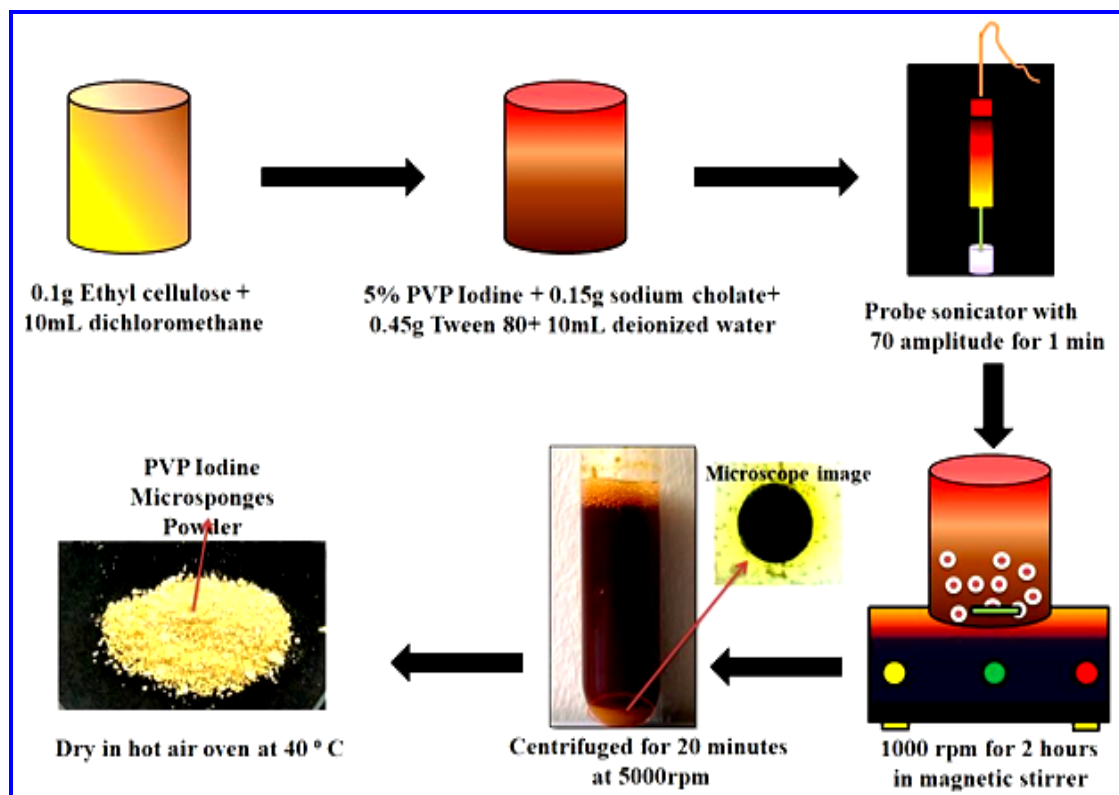 0.1g Ethyl cellulose +
10mL dichloromethane
5% PVP Iodine + 0.15g sodium cholate+
0.45g Tween 80+ 10mL deionized water
Probe sonicator with
70 amplitude for 1 min
1000 rpm for 2 hours
in magnetic stirrer
Microscope image
Centrifuged for 20 minutes
at 5000rpm
PVP Iodine
Microsponges
Powder
Dry in hot air oven at 40 ° C